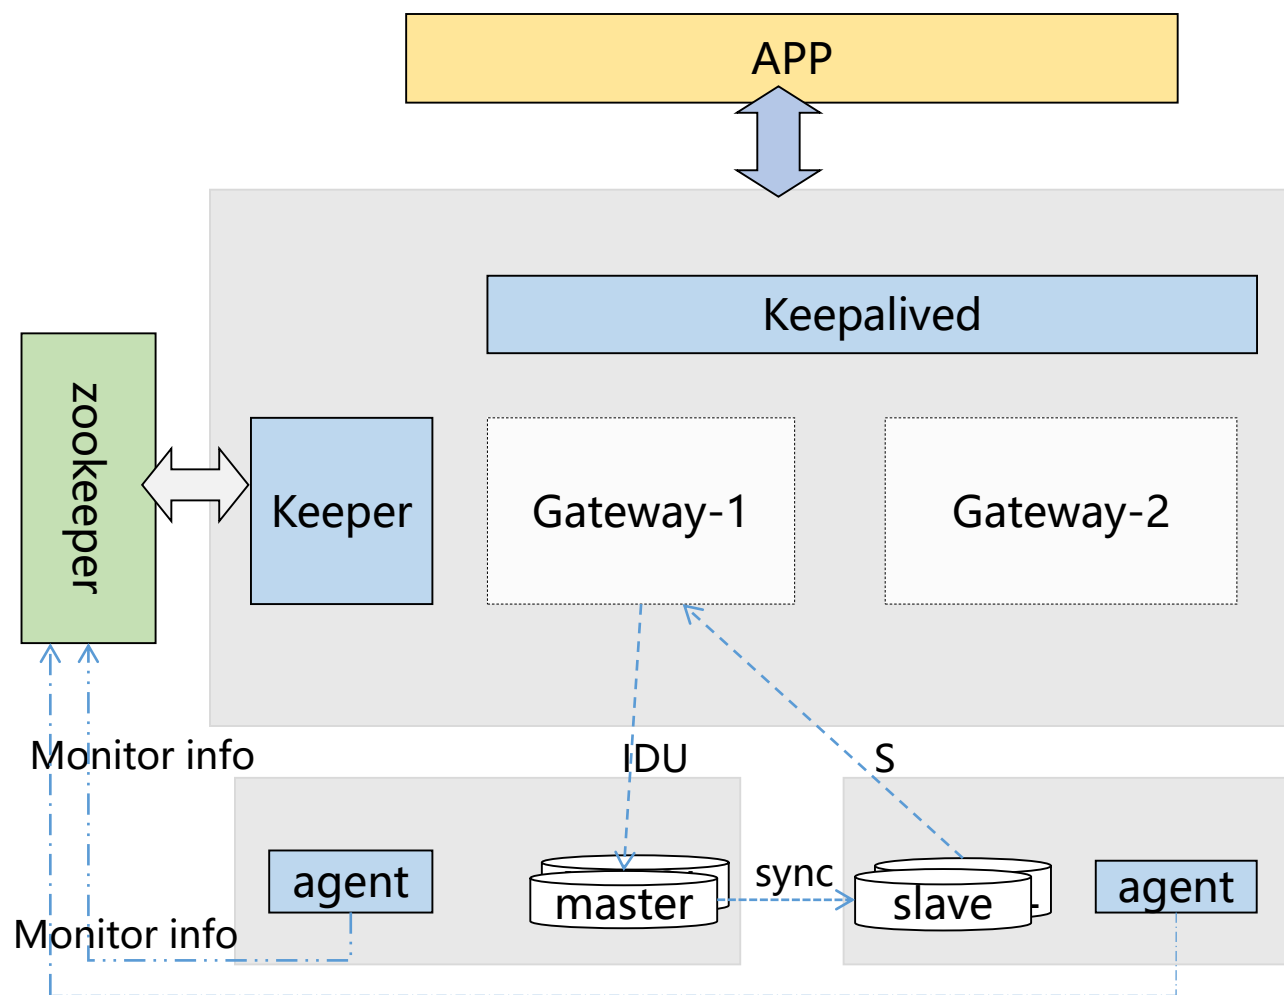 APP
Keepalived
zookeeper
Keeper
Gateway-1
Gateway-2
Monitor info
IDU
S
agent
master
sync
slave
agent
Monitor info